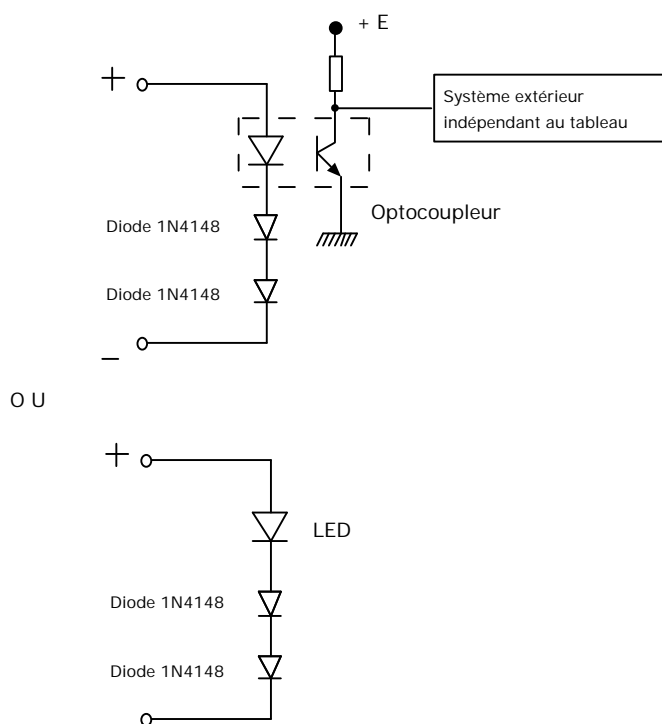 + E
+
Système extérieur
indépendant au tableau
Optocoupleur
Diode 1N4148
Diode 1N4148
–
O U
+
LED
Diode 1N4148
Diode 1N4148